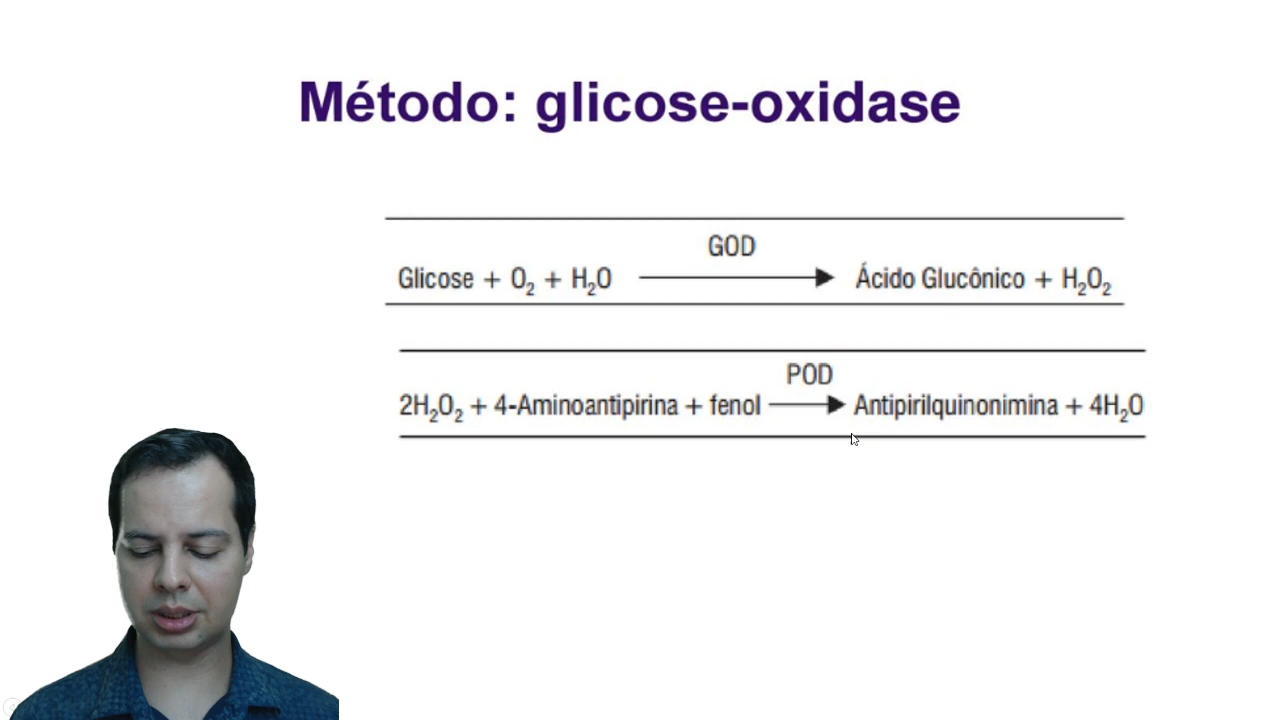 Método: glicose-oxidase
GOD
Glicose + O₂ + H₂O → Ácido Glucônico + H₂O₂
POD
2H₂O₂ + 4-Aminoantipirina + fenol → Antipirilquinonimina + 4H₂O